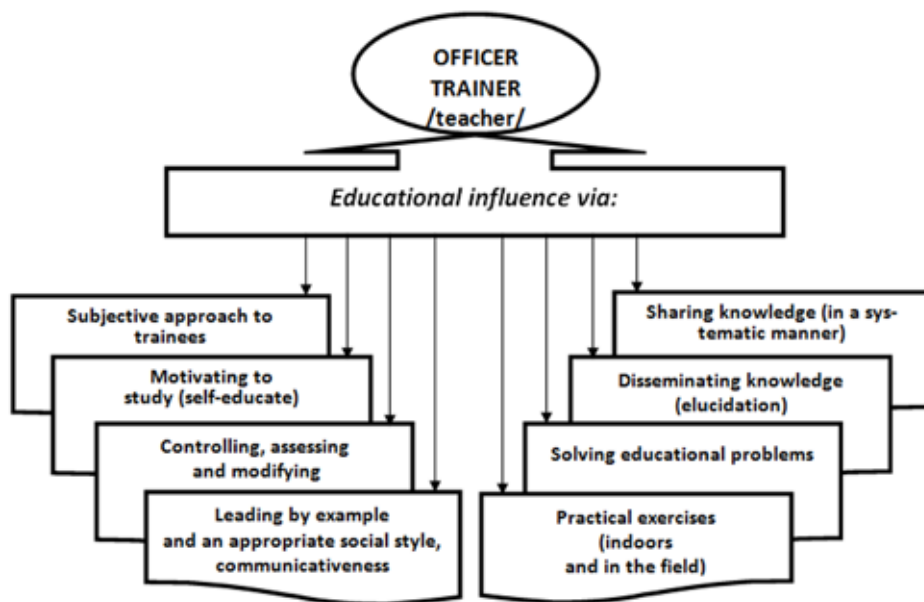 OFFICER
TRAINER
/teacher/
Educational influence via:
Subjective approach to
trainees
Motivating to
study (self-educate)
Controlling, assessing
and modifying
Leading by example
and an appropriate social style,
communicativeness
Sharing knowledge (in a sys-
tematic manner)
Disseminating knowledge
(elucidation)
Solving educational problems
Practical exercises
(indoors
and in the field)